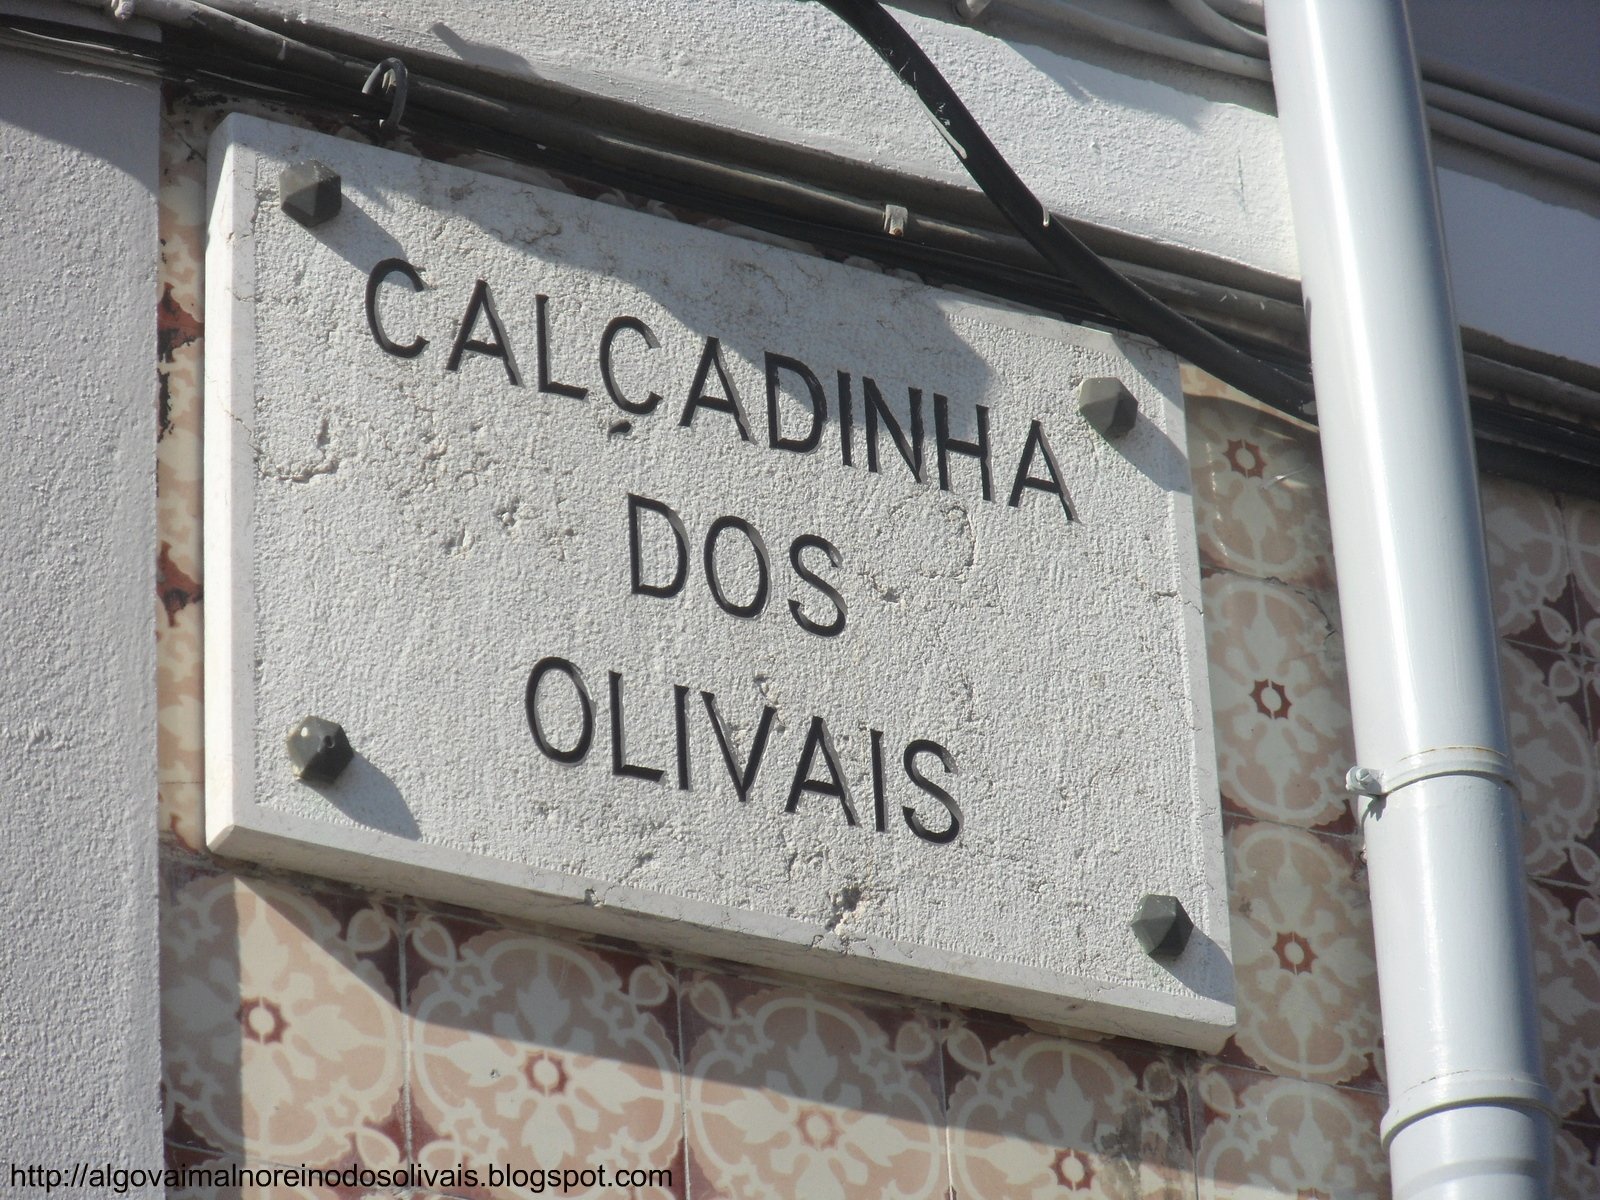 CALÇADINHA
DOS
OLIVAIS
http://algovaimalnoreinodosolivais.blogspot.com